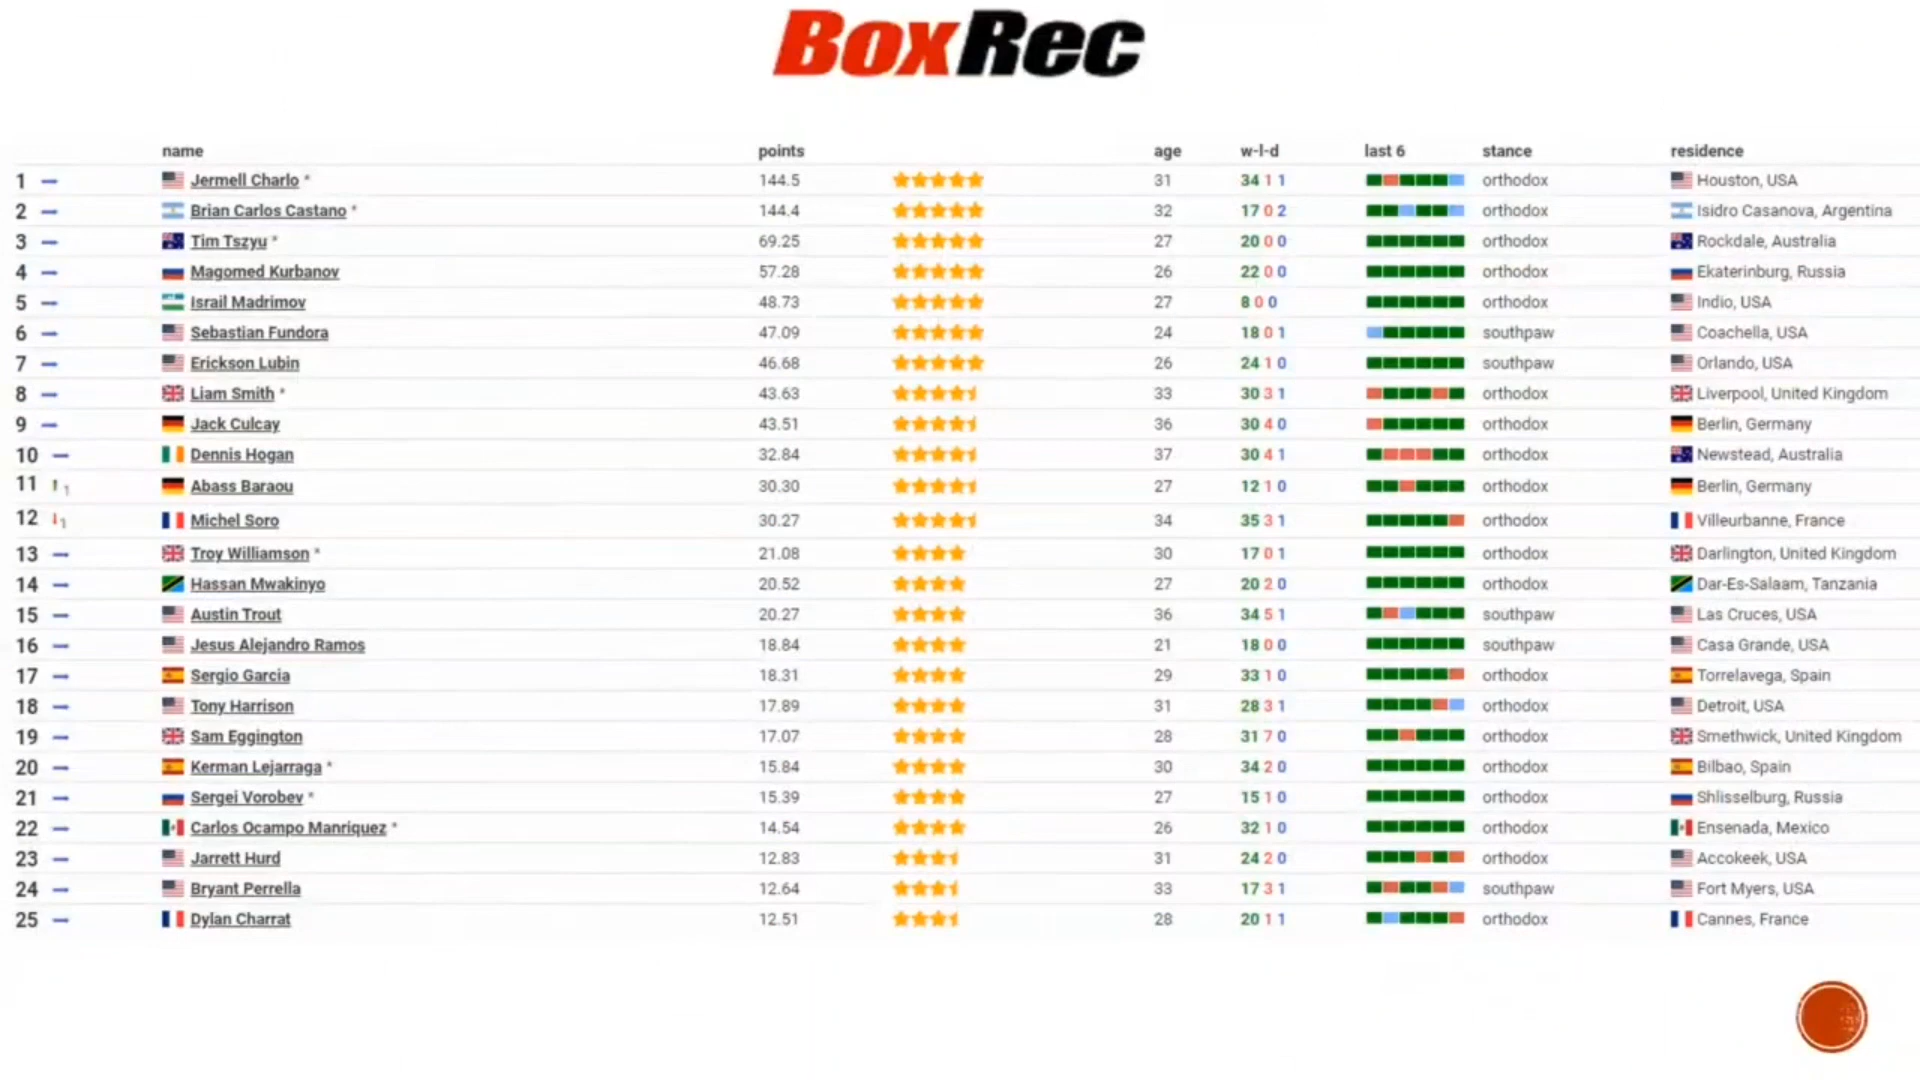 BoxRec
name points age w-l-d last 6 stance residence
1 Jermell Charlo * 144.5 31 34 1 1 orthodox Houston, USA
2 Brian Carlos Castano * 144.4 32 17 0 2 orthodox Isidro Casanova, Argentina
3 Tim Tszyu * 69.25 27 20 0 0 orthodox Rockdale, Australia
4 Magomed Kurbanov 57.28 26 22 0 0 orthodox Ekaterinburg, Russia
5 Israil Madrimov 48.73 27 8 0 0 orthodox Indio, USA
6 Sebastian Fundora 47.09 24 18 0 1 southpaw Coachella, USA
7 Erickson Lubin 46.68 26 24 1 0 southpaw Orlando, USA
8 Liam Smith * 43.63 33 30 3 1 orthodox Liverpool, United Kingdom
9 Jack Culcay 43.51 36 30 4 0 orthodox Berlin, Germany
10 Dennis Hogan 32.84 37 30 4 1 orthodox Newstead, Australia
11 1 Abass Baraou 30.30 27 12 1 0 orthodox Berlin, Germany
12 1 Michel Soro 30.27 34 35 3 1 orthodox Villeurbanne, France
13 Troy Williamson * 21.08 30 17 0 1 orthodox Darlington, United Kingdom
14 Hassan Mwakinyo 20.52 27 20 2 0 orthodox Dar-Es-Salaam, Tanzania
15 Austin Trout 20.27 36 34 5 1 southpaw Las Cruces, USA
16 Jesus Alejandro Ramos 18.84 21 18 0 0 southpaw Casa Grande, USA
17 Sergio Garcia 18.31 29 33 1 0 orthodox Torrelavega, Spain
18 Tony Harrison 17.89 31 28 3 1 orthodox Detroit, USA
19 Sam Eggington 17.07 28 31 7 0 orthodox Smethwick, United Kingdom
20 Kerman Lejarraga * 15.84 30 34 2 0 orthodox Bilbao, Spain
21 Sergei Vorobev * 15.39 27 15 1 0 orthodox Shlisselburg, Russia
22 Carlos Ocampo Manriquez * 14.54 26 32 1 0 orthodox Ensenada, Mexico
23 Jarrett Hurd 12.83 31 24 2 0 orthodox Accokeek, USA
24 Bryant Perrella 12.64 33 17 3 1 southpaw Fort Myers, USA
25 Dylan Charrat 12.51 28 20 1 1 orthodox Cannes, France